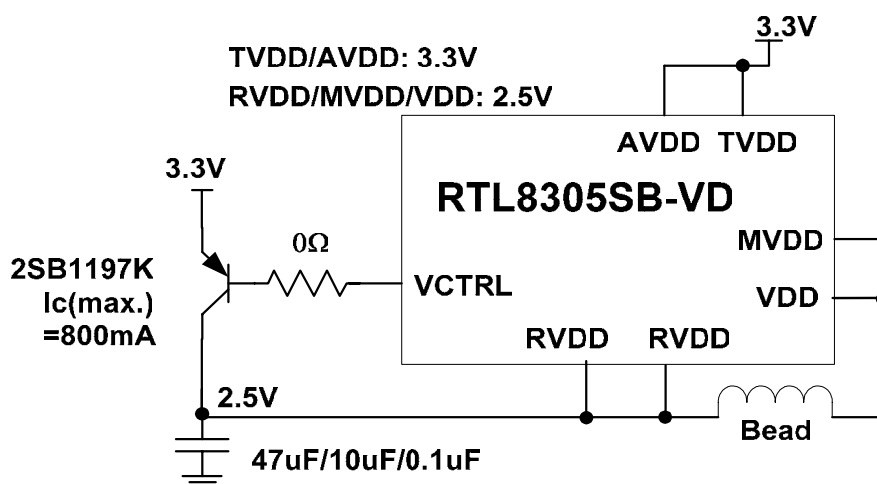 3.3V
TVDD/AVDD: 3.3V
RVDD/MVDD/VDD: 2.5V
AVDD TVDD
3.3V
RTL8305SB-VD
0Ω
MVDD
2SB1197K
Ic(max.)
=800mA
VCTRL
VDD
RVDD RVDD
2.5V
Bead
47uF/10uF/0.1uF